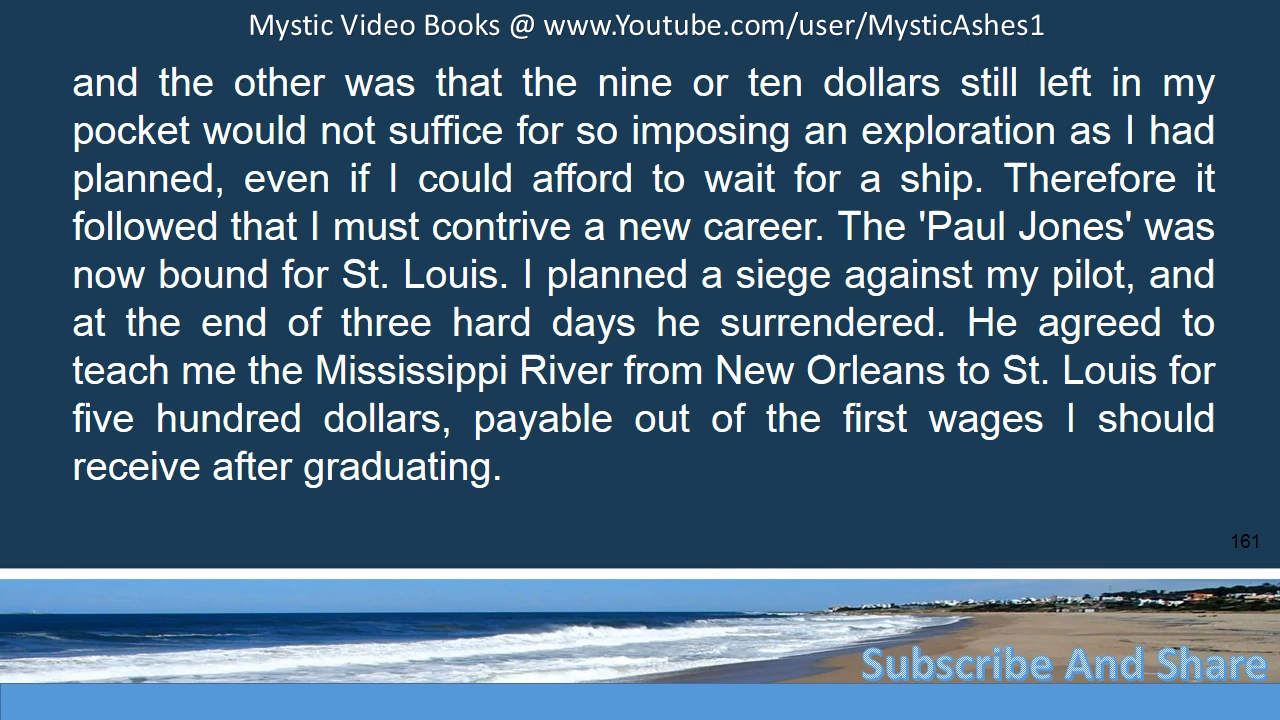 Mystic Video Books @ www.Youtube.com/user/MysticAshes1
and the other was that the nine or ten dollars still left in my
pocket would not suffice for so imposing an exploration as I had
planned, even if I could afford to wait for a ship. Therefore it
followed that I must contrive a new career. The 'Paul Jones' was
now bound for St. Louis. I planned a siege against my pilot, and
at the end of three hard days he surrendered. He agreed to
teach me the Mississippi River from New Orleans to St. Louis for
five hundred dollars, payable out of the first wages I should
receive after graduating.
161
Subscribe And Share